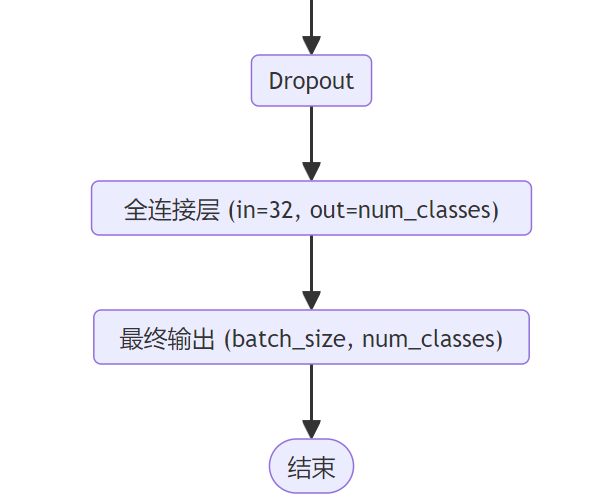 Dropout
全连接层 (in=32, out=num_classes)
最终输出 (batch_size, num_classes)
结束